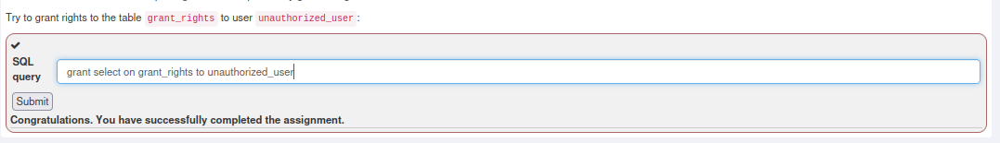 Try to grant rights to the table grant_rights to user unauthorized_user :
SQL
query
grant select on grant_rights to unauthorized_user
Submit
Congratulations. You have successfully completed the assignment.